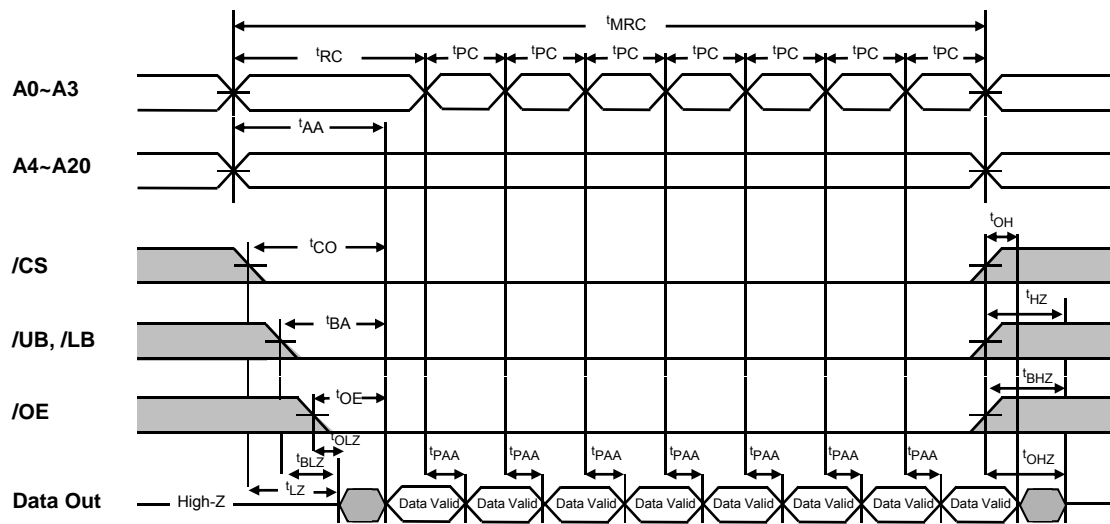 tMRC
tRC tPC tPC tPC tPC tPC tPC tPC
A0~A3
tAA
A4~A20
tOH
tCO
/CS
tHZ
tBA
/UB, /LB
tBHZ
tOE
/OE
tOLZ
tPAA tPAA tPAA tPAA tPAA tPAA tPAA
tBLZ
tOHZ
tLZ
Data Out High-Z Data Valid Data Valid Data Valid Data Valid Data Valid Data Valid Data Valid Data Valid